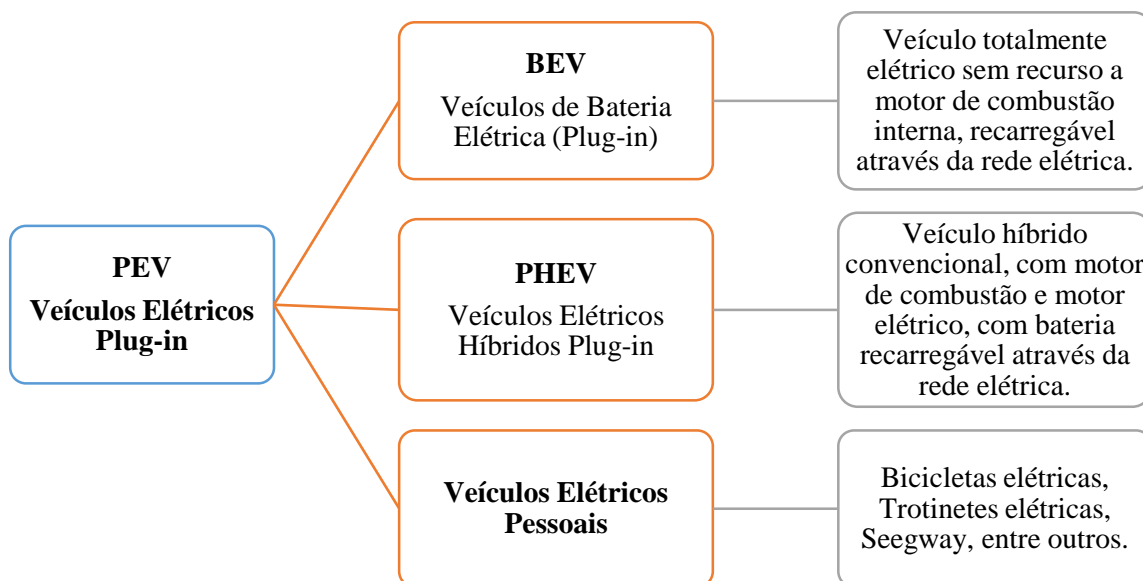 PEV
Veículos Elétricos
Plug-in
BEV
Veículos de Bateria
Elétrica (Plug-in)
Veículo totalmente
elétrico sem recurso a
motor de combustão
interna, recarregável
através da rede elétrica.
PHEV
Veículos Elétricos
Híbridos Plug-in
Veículo híbrido
convencional, com motor
de combustão e motor
elétrico, com bateria
recarregável através da
rede elétrica.
Veículos Elétricos
Pessoais
Bicicletas elétricas,
Trotinetes elétricas,
Seegway, entre outros.